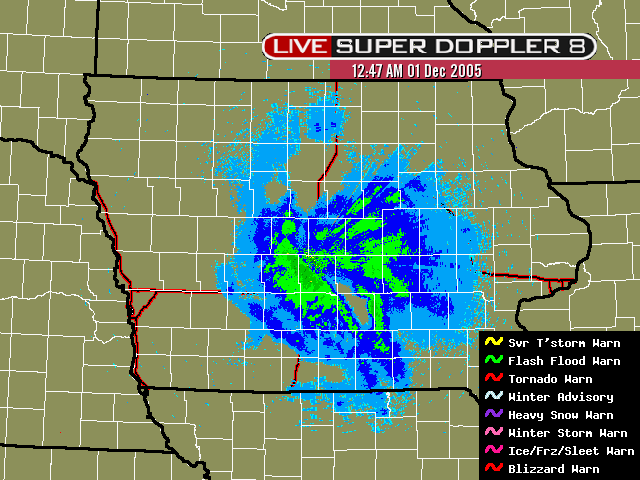 LIVE SUPER DOPPLER 8
12:47 AM 01 Dec 2005
Svr T'storm Warn
Flash Flood Warn
Tornado Warn
Winter Advisory
Heavy Snow Warn
Winter Storm Warn
Ice/Frz/Sleet Warn
Blizzard Warn